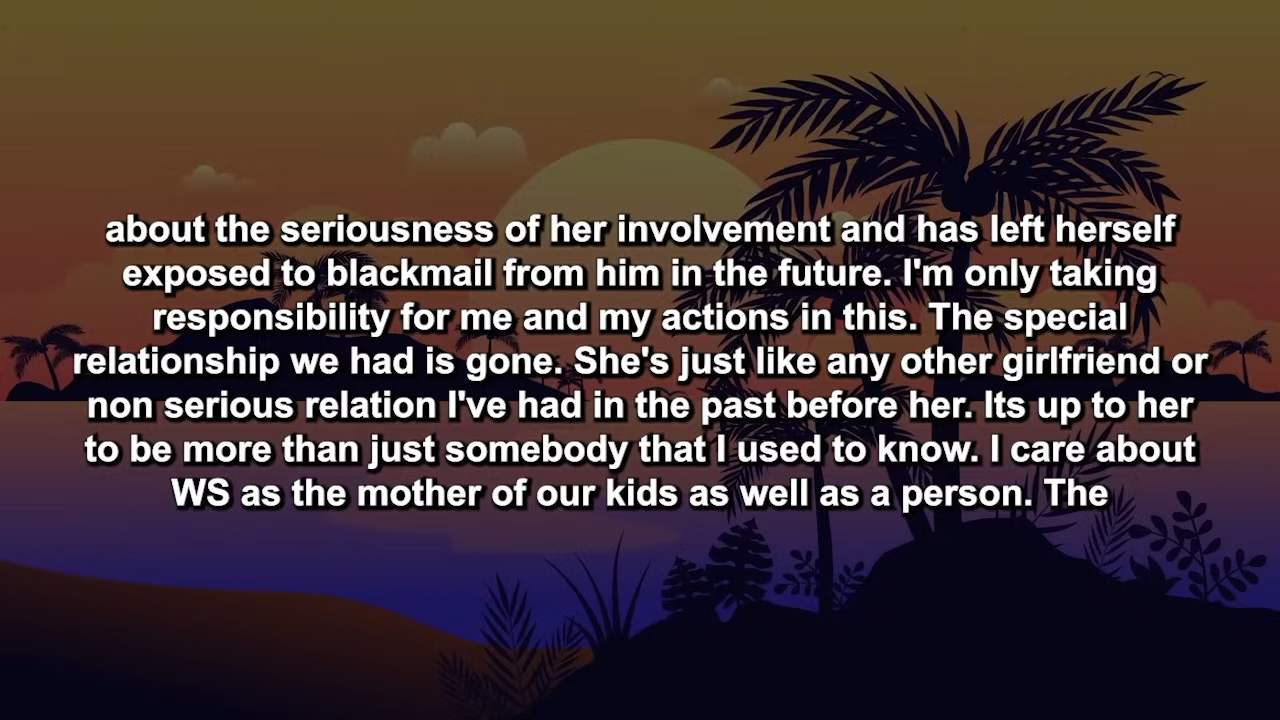 about the seriousness of her involvement and has left herself
exposed to blackmail from him in the future. I'm only taking
responsibility for me and my actions in this. The special
relationship we had is gone. She's just like any other girlfriend or
non serious relation I've had in the past before her. Its up to her
to be more than just somebody that I used to know. I care about
WS as the mother of our kids as well as a person. The